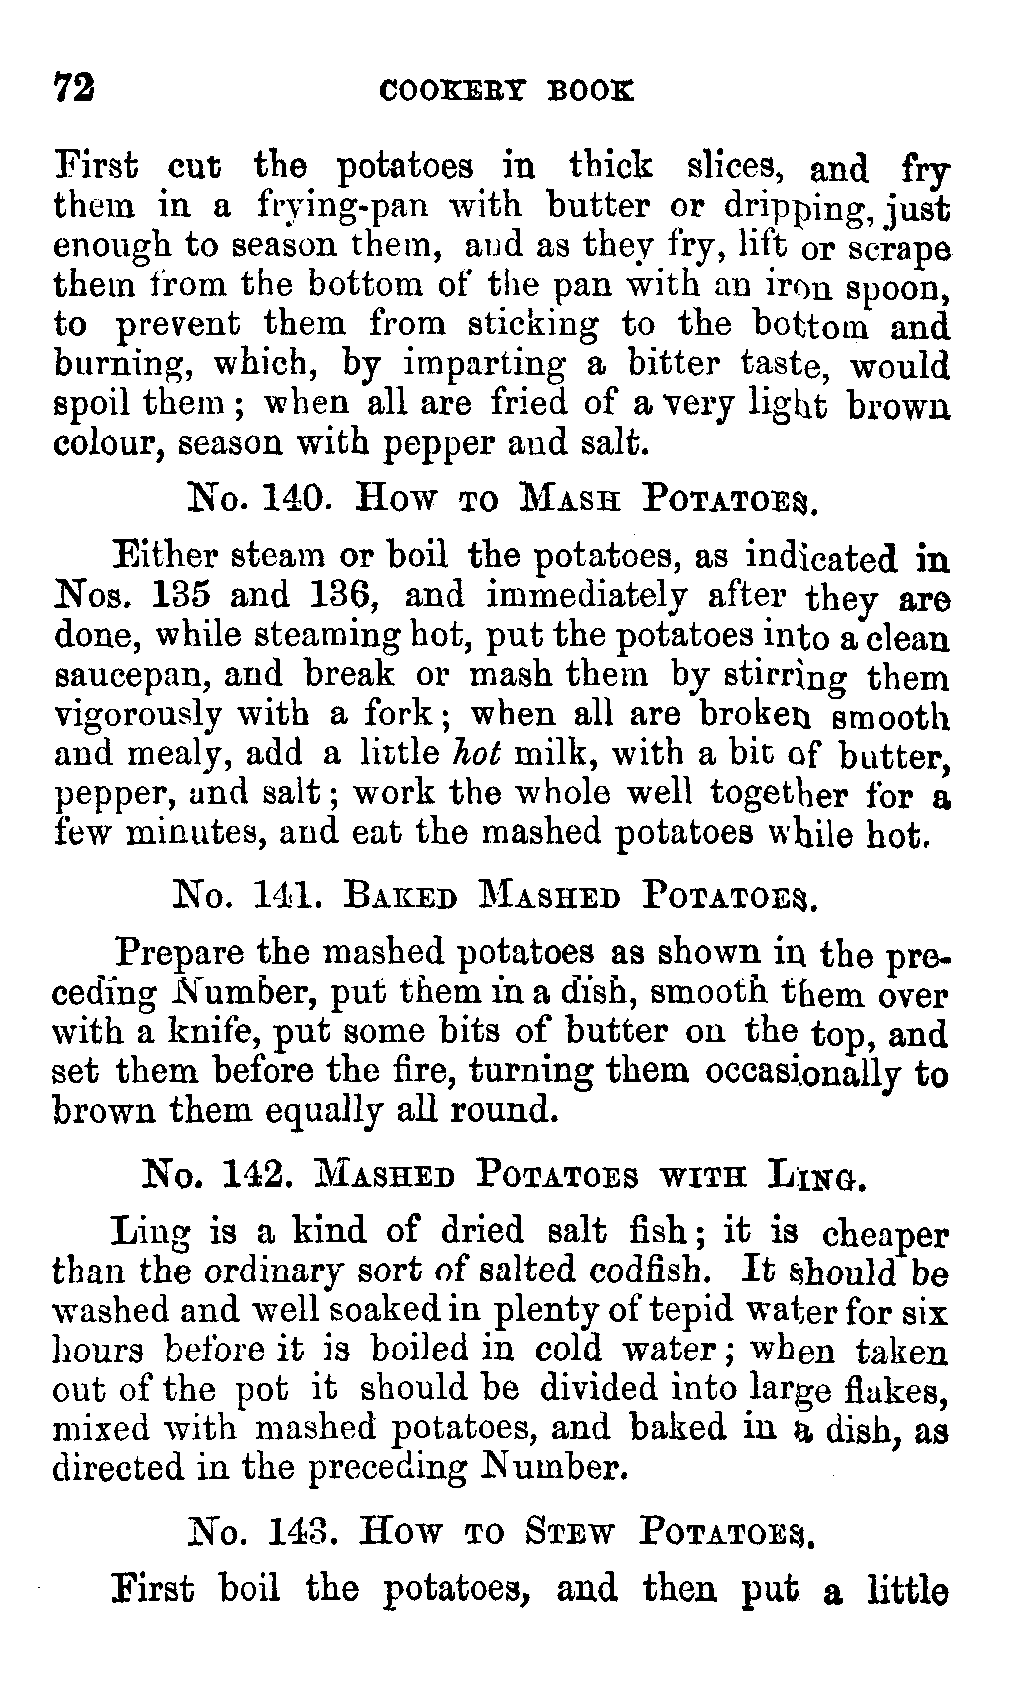 72 COOKERY BOOK
First cut the potatoes in thick slices, and fry
them in a frying-pan with butter or dripping, just
enough to season them, and as they fry, lift or scrape
them from the bottom of the pan with an iron spoon,
to prevent them from sticking to the bottom and
burning, which, by imparting a bitter taste, would
spoil them; when all are fried of a very light brown
colour, season with pepper and salt.
No. 140. How to Mash Potatoes.
Either steam or boil the potatoes, as indicated in
Nos. 135 and 136, and immediately after they are
done, while steaming hot, put the potatoes into a clean
saucepan, and break or mash them by stirring them
vigorously with a fork; when all are broken smooth
and mealy, add a little hot milk, with a bit of butter,
pepper, and salt; work the whole well together for a
few minutes, and eat the mashed potatoes while hot.
No. 141. Baked Mashed Potatoes.
Prepare the mashed potatoes as shown in the pre-
ceding Number, put them in a dish, smooth them over
with a knife, put some bits of butter on the top, and
set them before the fire, turning them occasionally to
brown them equally all round.
No. 142. Mashed Potatoes with Ling.
Ling is a kind of dried salt fish; it is cheaper
than the ordinary sort of salted codfish. It should be
washed and well soaked in plenty of tepid water for six
hours before it is boiled in cold water; when taken
out of the pot it should be divided into large flakes,
mixed with mashed potatoes, and baked in a dish, as
directed in the preceding Number.
No. 143. How to Stew Potatoes.
First boil the potatoes, and then put a little